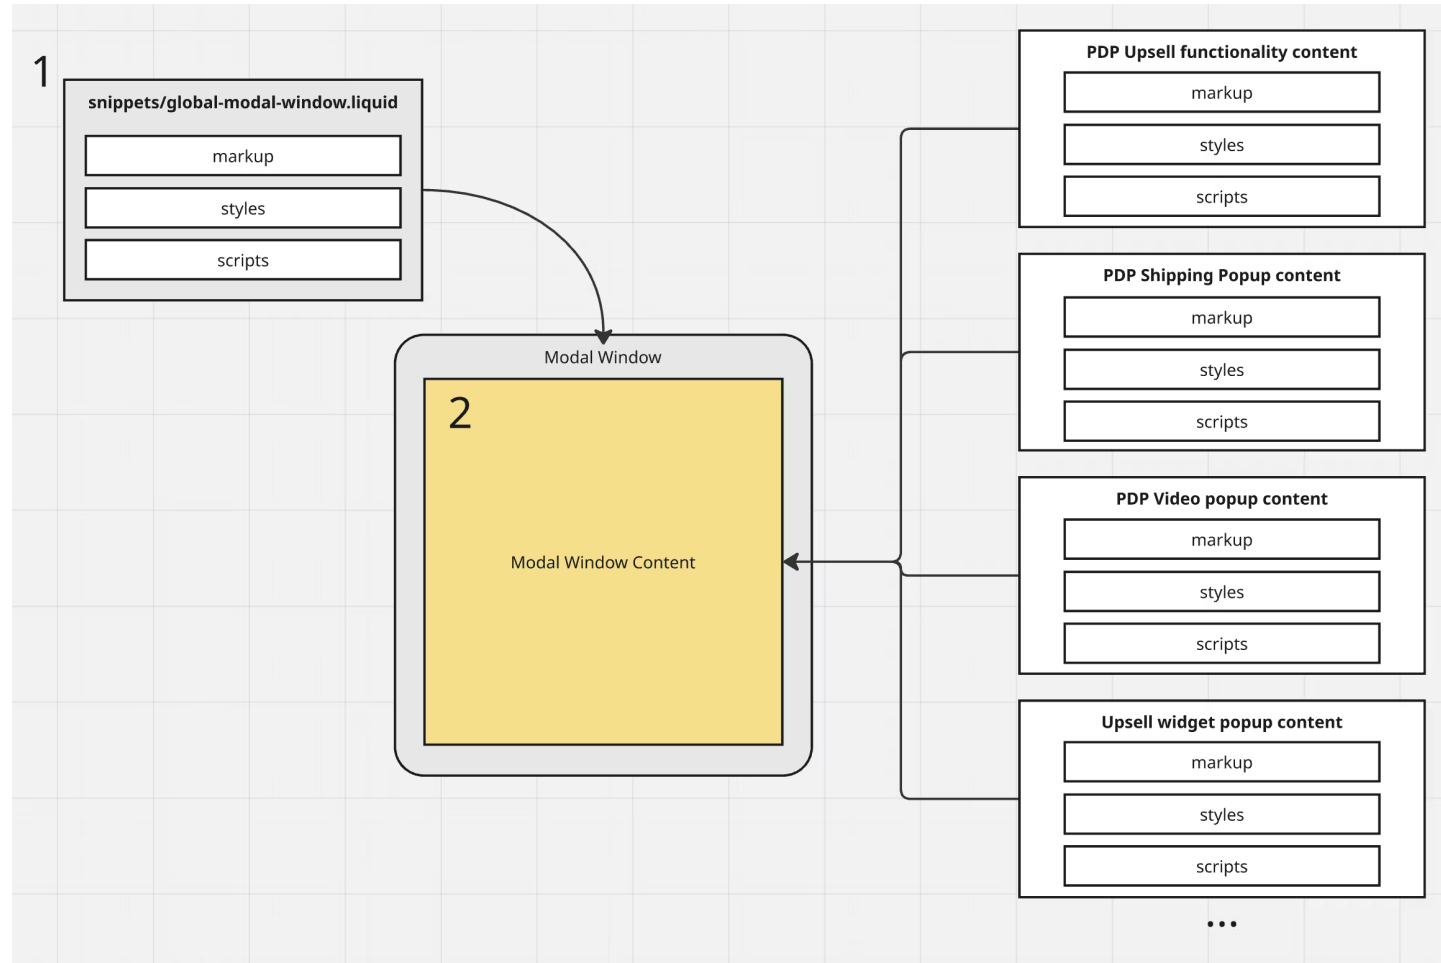 1
snippets/global-modal-window.liquid
markup
styles
scripts
Modal Window
2
Modal Window Content
PDP Upsell functionality content
markup
styles
scripts
PDP Shipping Popup content
markup
styles
scripts
PDP Video popup content
markup
styles
scripts
Upsell widget popup content
markup
styles
scripts
...